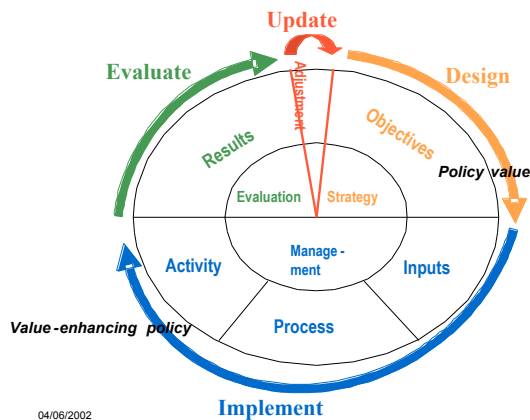 Update
Evaluate
Design
Adjustment
Results
Objectives
Policy value
Evaluation
Strategy
Manage -
ment
Activity
Inputs
Process
Value -enhancing policy
Implement
04/06/2002